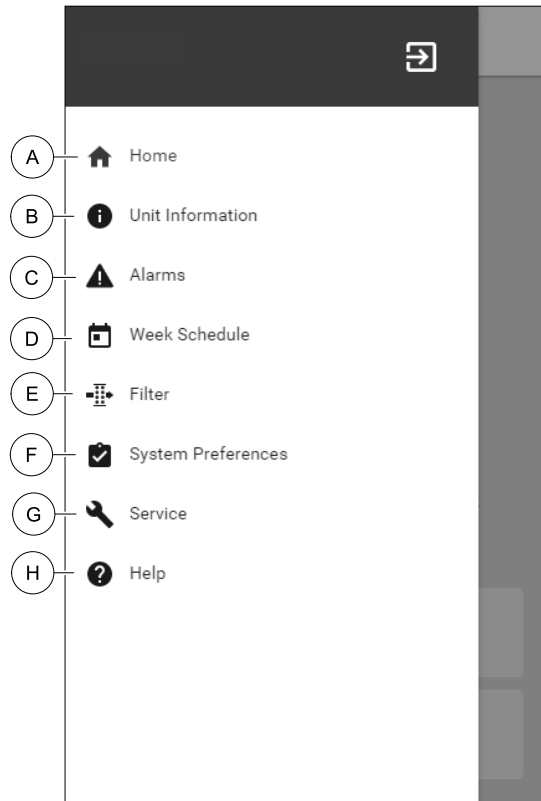 A Home
B Unit Information
C Alarms
D Week Schedule
E Filter
F System Preferences
G Service
H Help